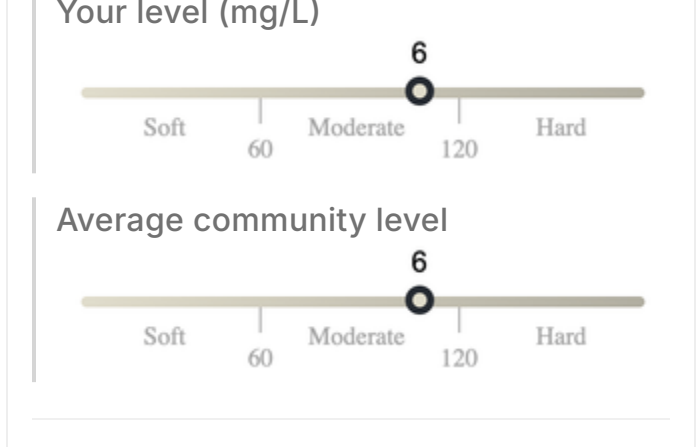 Your level (mg/L)
6
Soft Moderate Hard
60 120
Average community level
6
Soft Moderate Hard
60 120